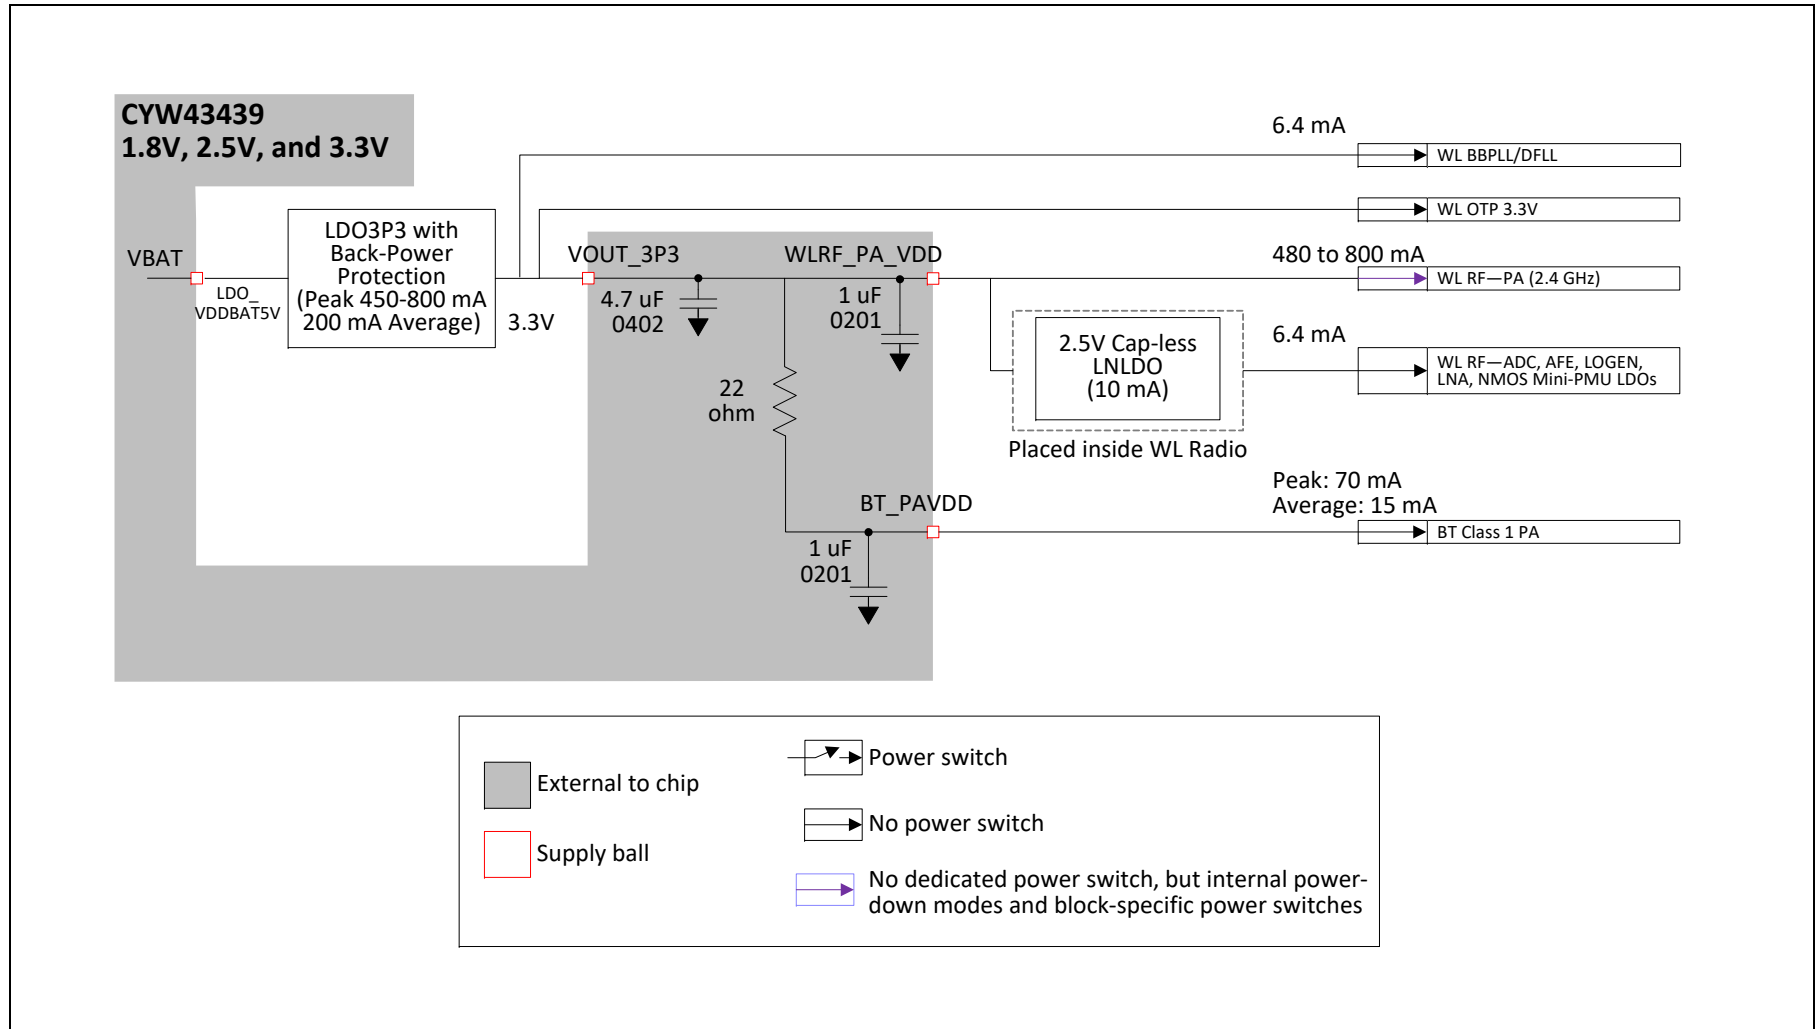 CYW43439
1.8V, 2.5V, and 3.3V
VBAT
LDO_
VDDBAT5V
LDO3P3 with
Back-Power
Protection
(Peak 450-800 mA
200 mA Average)
3.3V
VOUT_3P3
4.7 uF
0402
22
ohm
WLRF_PA_VDD
1 uF
0201
BT_PAVDD
1 uF
0201
2.5V Cap-less
LNLDO
(10 mA)
Placed inside WL Radio
6.4 mA
WL BBPLL/DFLL
WL OTP 3.3V
480 to 800 mA
WL RF—PA (2.4 GHz)
6.4 mA
WL RF—ADC, AFE, LOGEN,
LNA, NMOS Mini-PMU LDOs
Peak: 70 mA
Average: 15 mA
BT Class 1 PA
External to chip
Supply ball
Power switch
No power switch
No dedicated power switch, but internal power-
down modes and block-specific power switches